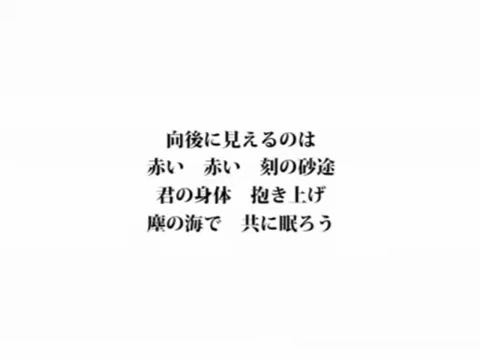 向後に見えるのは
赤い　赤い　刻の砂途
君の身体　抱き上げ
塵の海で　共に眠ろう